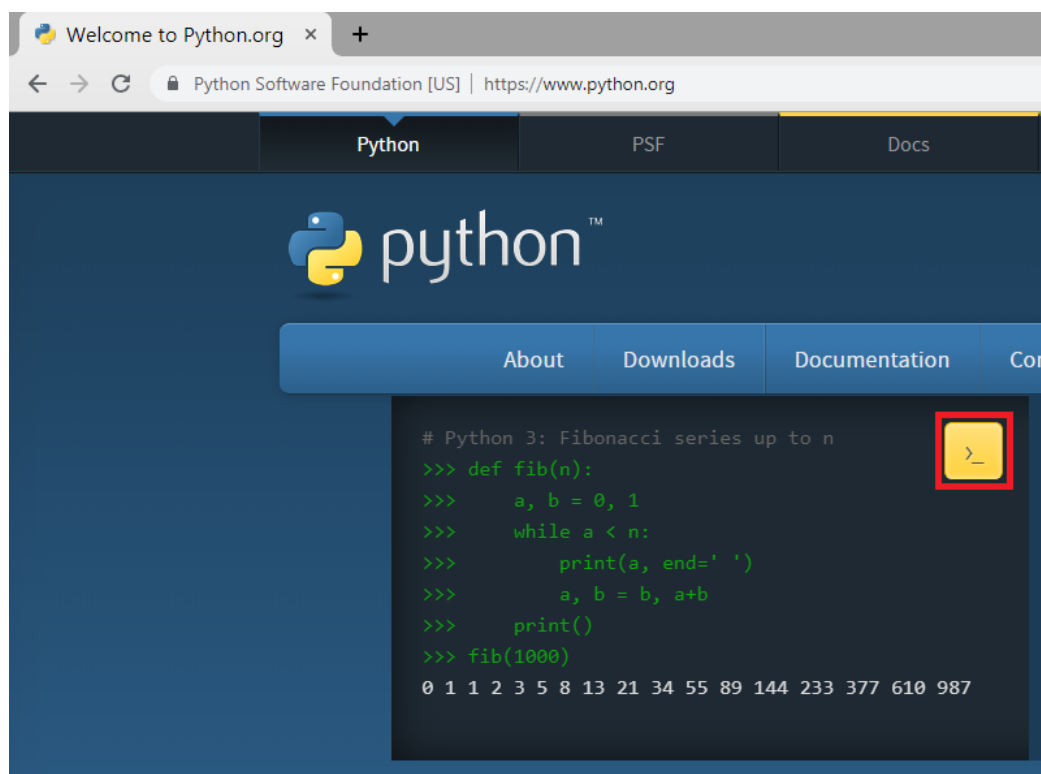 Welcome to Python.org × +
Python Software Foundation [US] | https://www.python.org
Python PSF Docs
python™
About Downloads Documentation
# Python 3: Fibonacci series up to n
>>> def fib(n):
>>>     a, b = 0, 1
>>>     while a < n:
>>>         print(a, end=' ')
>>>         a, b = b, a+b
>>>     print()
>>> fib(1000)
0 1 1 2 3 5 8 13 21 34 55 89 144 233 377 610 987